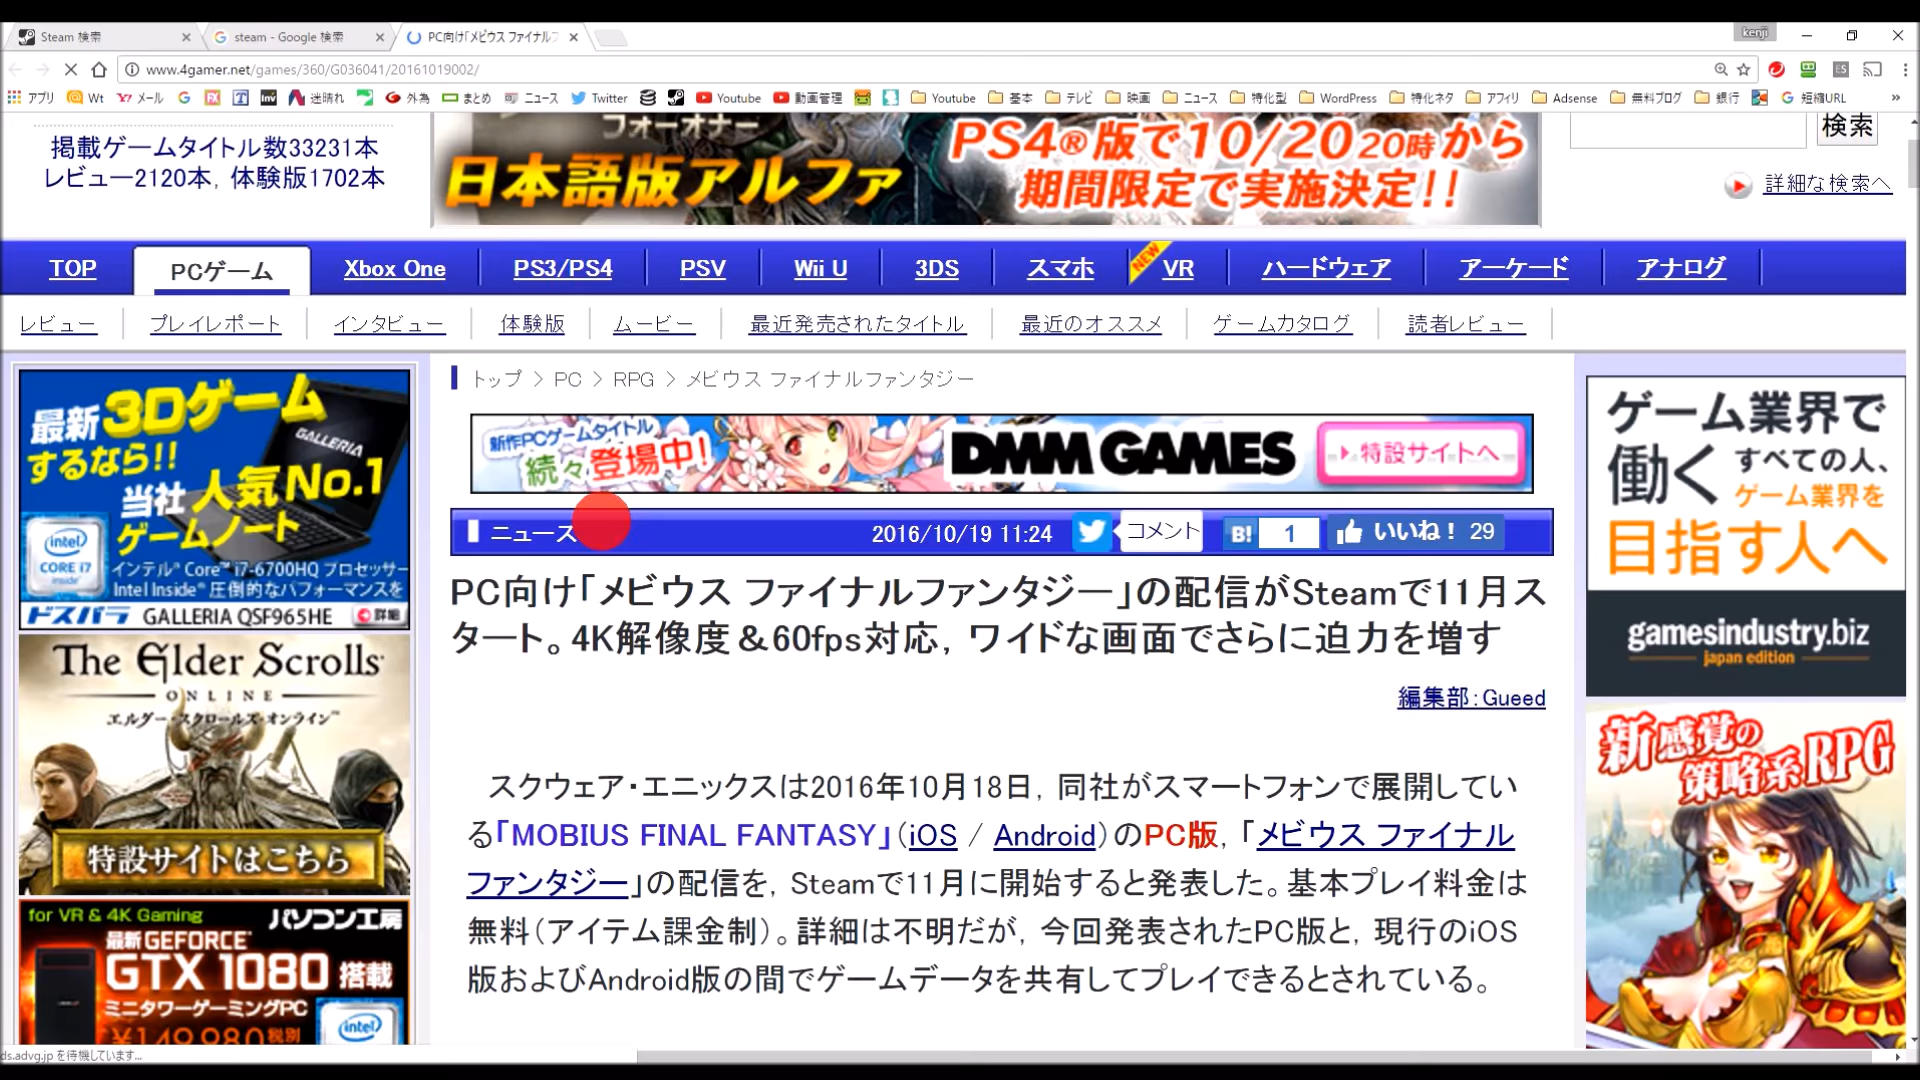 Steam 検索
steam - Google 検索
PC向け「メビウス ファイナルフ
kenji
www.4gamer.net/games/360/G036041/20161019002/
アプリ Wt メール 迷晴れ 外為 まとめ ニュース Twitter Youtube 動画管理 Youtube 基本 テレビ 映画 ニュース 特化型 WordPress 特化ネタ アフィリ Adsense 無料ブログ 銀行 短縮URL
掲載ゲームタイトル数33231本
レビュー2120本, 体験版1702本
フォーオナー
日本語版アルファ
PS4®版で10/20 20時から
期間限定で実施決定!!
検索
詳細な検索へ
TOP PCゲーム Xbox One PS3/PS4 PSV Wii U 3DS スマホ NEW VR ハードウェア アーケード アナログ
レビュー プレイレポート インタビュー 体験版 ムービー 最近発売されたタイトル 最近のオススメ ゲームカタログ 読者レビュー
トップ > PC > RPG > メビウス ファイナルファンタジー
新作PCゲームタイトル
続々登場中!
DMM GAMES
特設サイトへ
ニュース
2016/10/19 11:24
コメント
B! 1
いいね! 29
PC向け「メビウス ファイナルファンタジー」の配信がSteamで11月ス
タート。4K解像度＆60fps対応, ワイドな画面でさらに迫力を増す
編集部:Gueed
スクウェア・エニックスは2016年10月18日, 同社がスマートフォンで展開してい
る「MOBIUS FINAL FANTASY」(iOS / Android)のPC版, 「メビウス ファイナル
ファンタジー」の配信を, Steamで11月に開始すると発表した。基本プレイ料金は
無料(アイテム課金制)。詳細は不明だが, 今回発表されたPC版と, 現行のiOS
版およびAndroid版の間でゲームデータを共有してプレイできるとされている。
最新3Dゲーム
するなら!!
GALLERIA
当社人気No.1
ゲームノート
intel
CORE i7
inside
インテル® Core™ i7-6700HQ プロセッサー
Intel Inside® 圧倒的なパフォーマンスを
ドスパラ GALLERIA QSF965HE 詳細
The Elder Scrolls
ONLINE
エルダー・スクロールズ・オンライン
特設サイトはこちら
for VR & 4K Gaming パソコン工房
最新GEFORCE
GTX 1080 搭載
ミニタワーゲーミングPC
¥149,980税別
intel
ゲーム業界で
働くすべての人、
ゲーム業界を
目指す人へ
gamesindustry.biz
japan edition
新感覚の
策略系RPG
ds.advg.jp を待機しています...